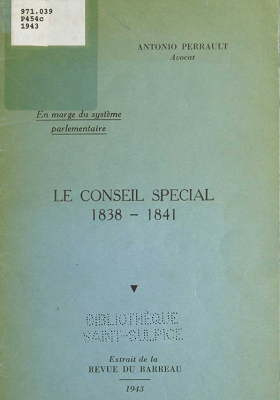 971.039
P454c
1943
ANTONIO PERRAULT
Avocat
En marge du système
parlementaire
LE CONSEIL SPECIAL
1838 - 1841
BIBLIOTHÉQUE
SAINT-SULPICE
Extrait de la
REVUE DU BARREAU
1943